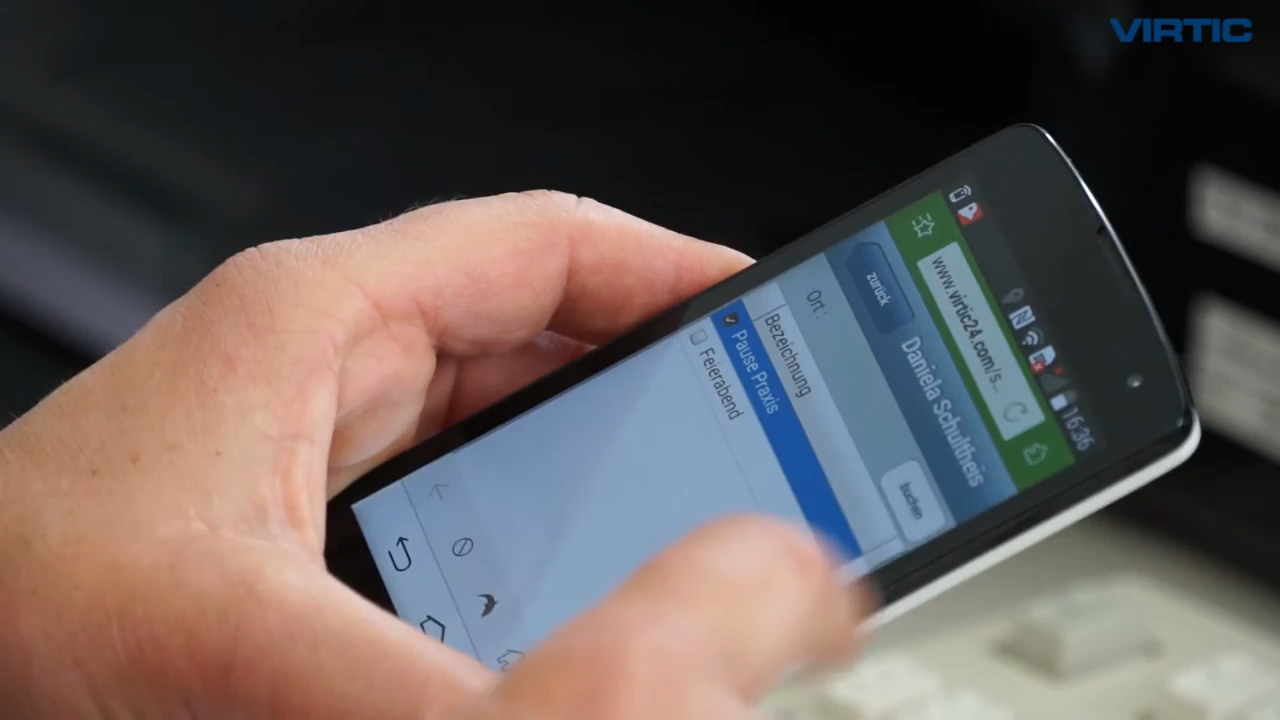 VIRTIC
16:36
www.virtic24.com/s...
zurück
Daniela Schultheis
Ort :
buchen
Bezeichnung
Pause Praxis
Feierabend